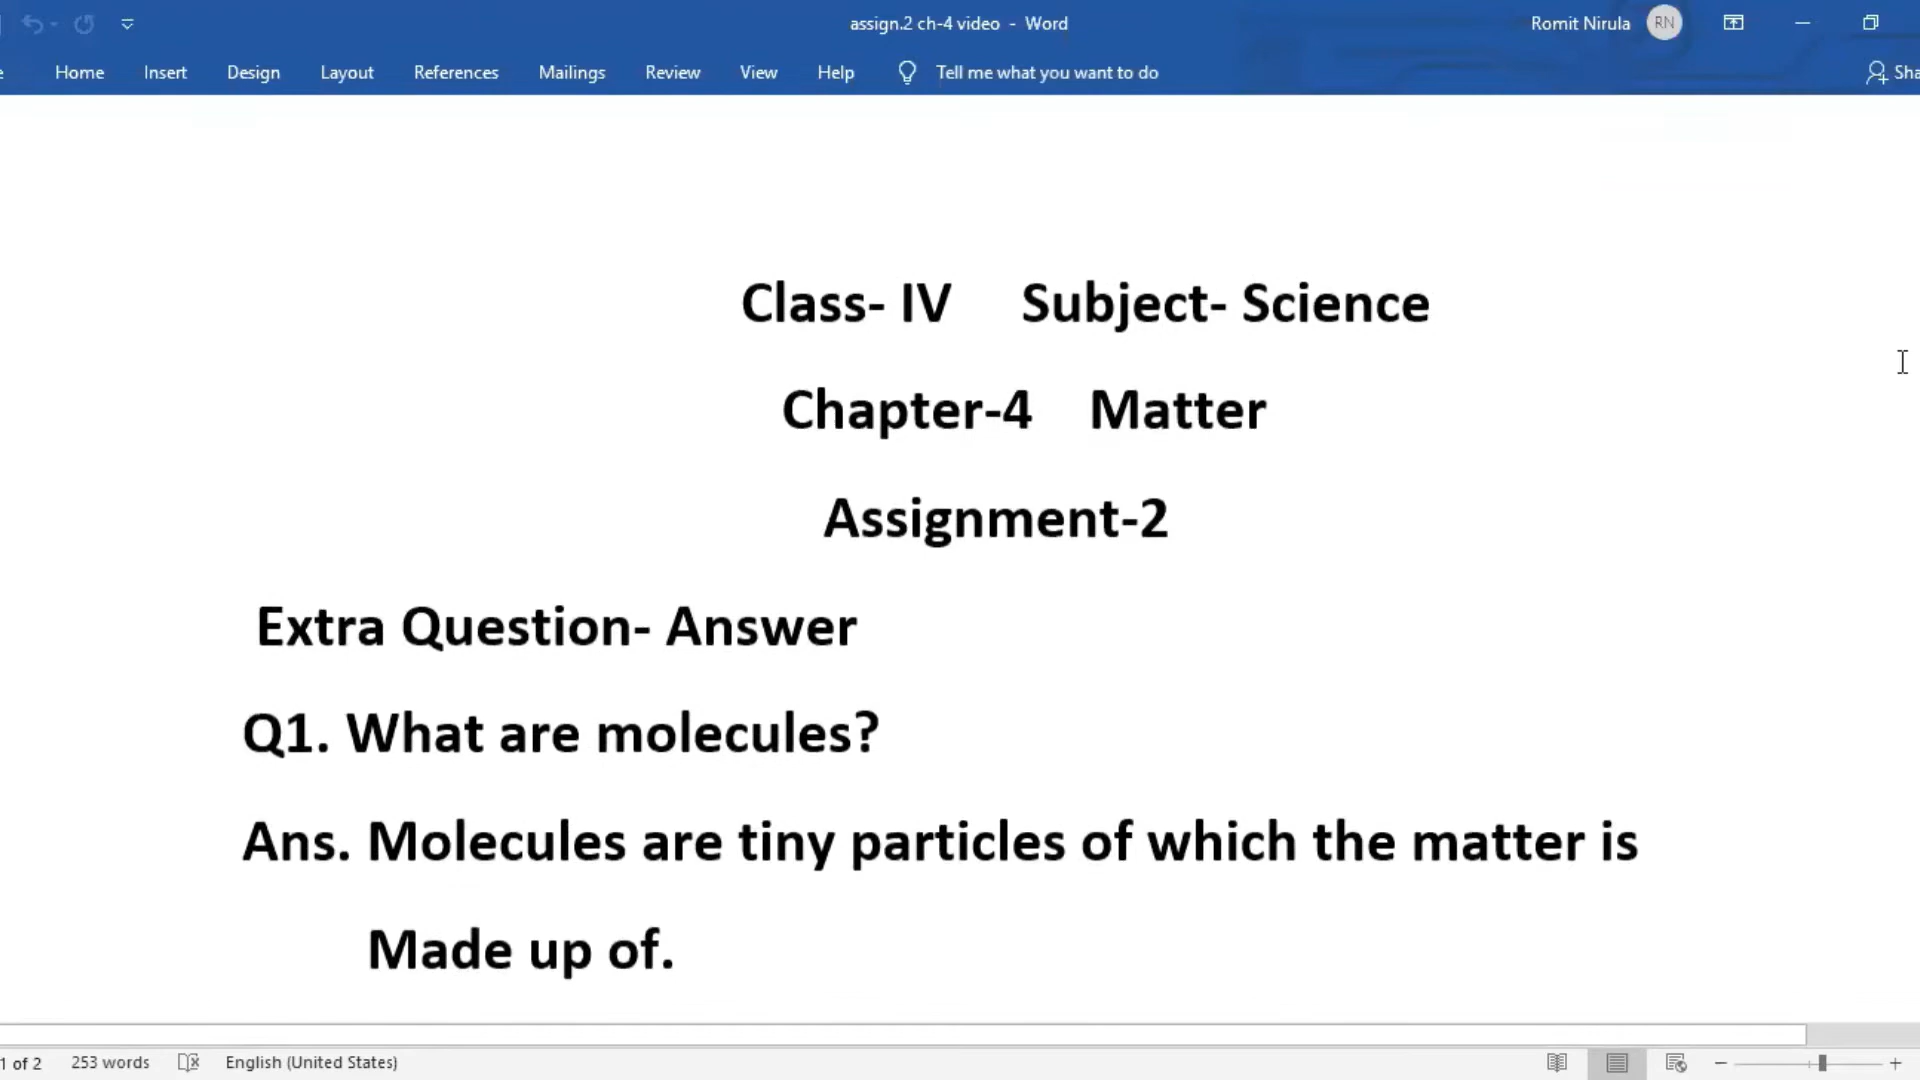 assign.2 ch-4 video - Word
Romit Nirula RN
Home Insert Design Layout References Mailings Review View Help Tell me what you want to do
Class- IV Subject- Science
Chapter-4 Matter
Assignment-2
Extra Question- Answer
Q1. What are molecules?
Ans. Molecules are tiny particles of which the matter is
Made up of.
1 of 2 253 words English (United States)